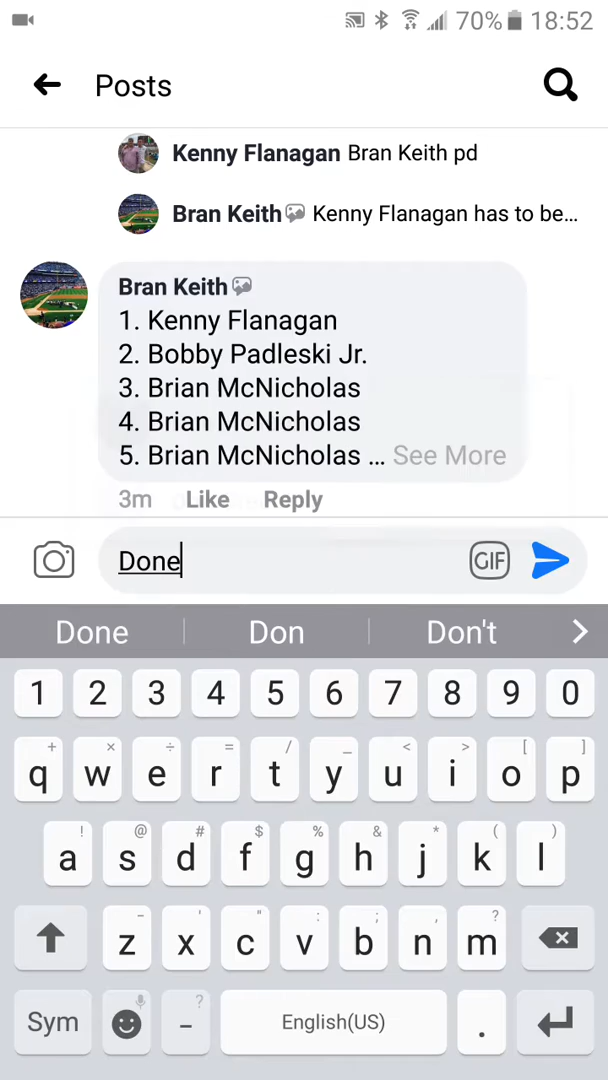 70% 18:52
Posts
Kenny Flanagan Bran Keith pd
Bran Keith Kenny Flanagan has to be...
Bran Keith
1. Kenny Flanagan
2. Bobby Padleski Jr.
3. Brian McNicholas
4. Brian McNicholas
5. Brian McNicholas ... See More
3m Like Reply
Done GIF
Done Don Don't
1 2 3 4 5 6 7 8 9 0
+ × ÷ = / _ < > [ ]
q w e r t y u i o p
! @ # $ % & * ( )
a s d f g h j k l
- ' " : ; , ?
z x c v b n m
Sym - ? English(US) .